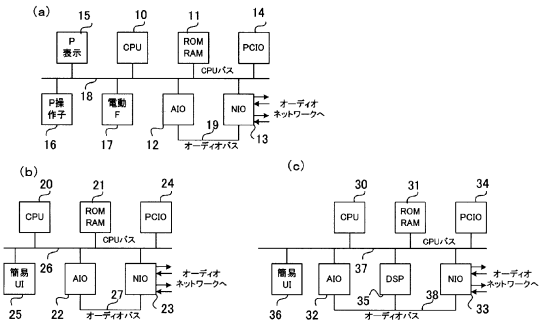 (a)
15 10 11 14
P
表示
CPU
ROM
RAM
PCIO
CPUバス
18
P操
作子
電動
F
AIO
NIO
オーディオ
ネットワークへ
16 17 12 19 13
オーディオバス
(b)
20 21 24
CPU
ROM
RAM
PCIO
CPUバス
26
簡易
UI
AIO
NIO
オーディオ
ネットワークへ
25 22 27 23
オーディオバス
(c)
30 31 34
CPU
ROM
RAM
PCIO
CPUバス
37
簡易
UI
AIO
DSP
NIO
オーディオ
ネットワークへ
36 32 35 38 33
オーディオバス